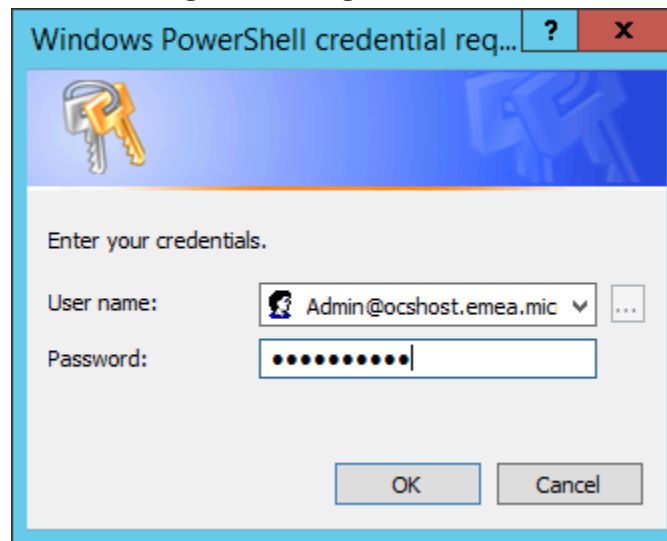 Windows PowerShell credential req... ? x
Enter your credentials.
User name: Admin@ocshost.emea.mic ...
Password: ●●●●●●●●●●
OK Cancel